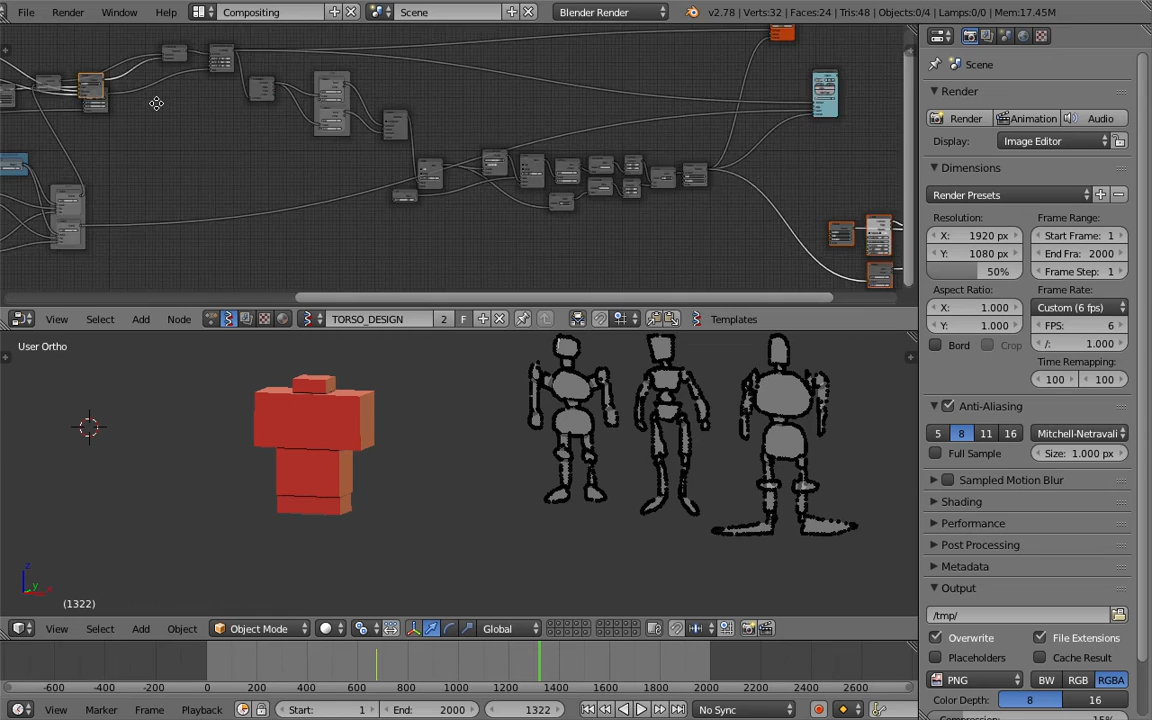 File Render Window Help Compositing Scene Blender Render v2.78 | Verts:32 | Faces:24 | Tris:48 | Objects:0/4 | Lamps:0/0 | Mem:17.45M
Scene
Render
Render Animation Audio
Display: Image Editor
Dimensions
Render Presets
Resolution: Frame Range:
X: 1920 px Start Frame: 1
Y: 1080 px End Fra: 2000
50% Frame Step: 1
Aspect Ratio: Frame Rate:
X: 1.000 Custom (6 fps)
Y: 1.000 FPS: 6
Bord Crop /: 1.000
Time Remapping:
100 100
View Select Add Node TORSO_DESIGN 2 F Templates
User Ortho
Anti-Aliasing
5 8 11 16 Mitchell-Netravali
Full Sample Size: 1.000 px
Sampled Motion Blur
Shading
Performance
Post Processing
Metadata
Output
/tmp/
Overwrite File Extensions
Placeholders Cache Result
PNG BW RGB RGBA
Color Depth: 8 16
z
y
x
(1322)
View Select Add Object Object Mode Global
-600 -400 -200 0 200 400 600 800 1000 1200 1400 1600 1800 2000 2200 2400 2600
View Marker Frame Playback Start: 1 End: 2000 1322 No Sync